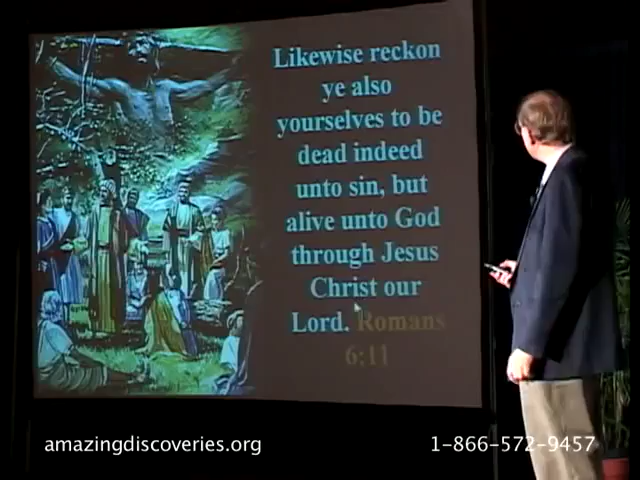 Likewise reckon
ye also
yourselves to be
dead indeed
unto sin, but
alive unto God
through Jesus
Christ our
Lord. Romans
6:11
amazingdiscoveries.org
1-866-572-9457